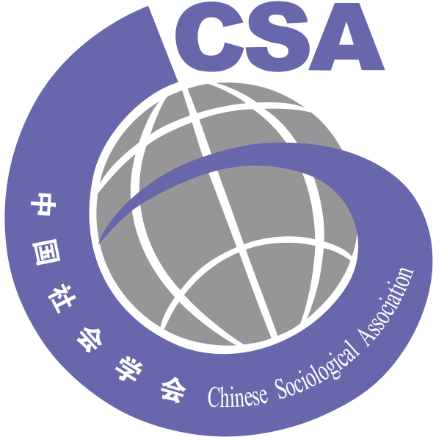 CSA
中国社会学会
Chinese Sociological Association